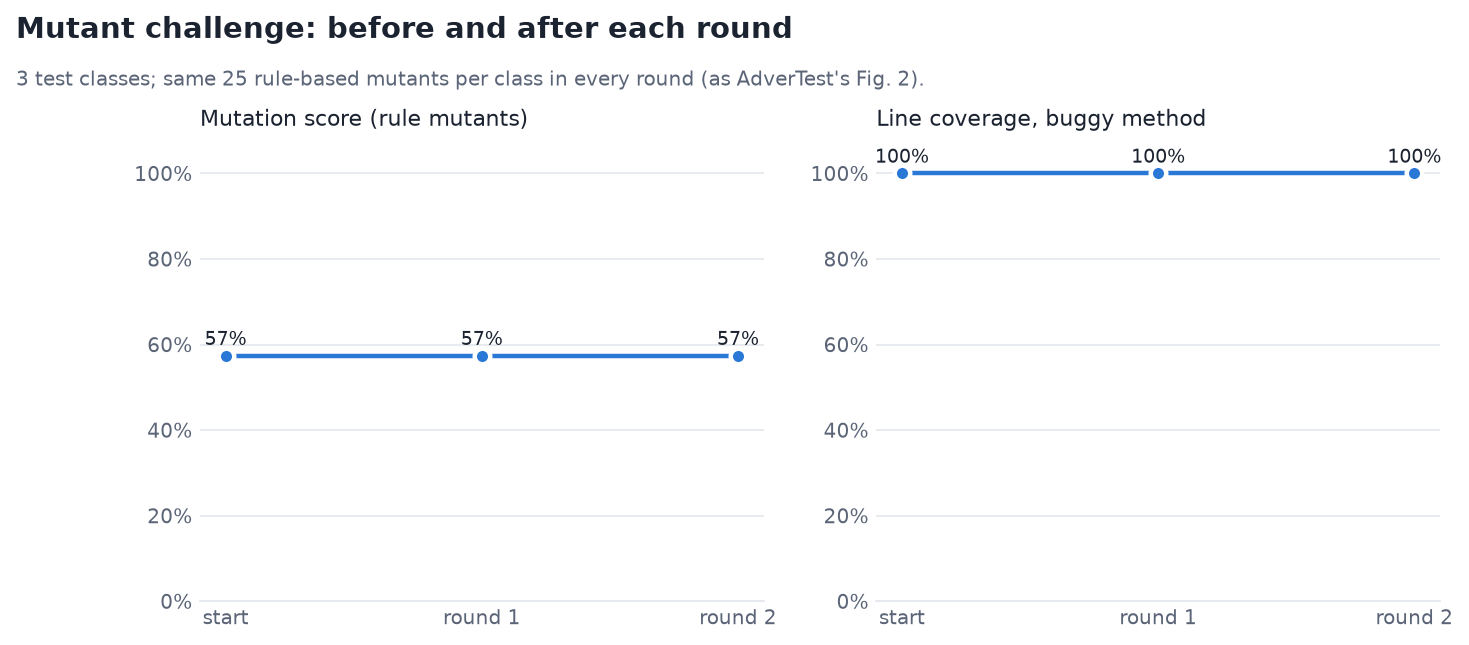 Mutant challenge: before and after each round
3 test classes; same 25 rule-based mutants per class in every round (as AdverTest's Fig. 2).
Mutation score (rule mutants)
100%
80%
60%
40%
20%
0%
57%
57%
57%
start
round 1
round 2
Line coverage, buggy method
100%
80%
60%
40%
20%
0%
100%
100%
100%
start
round 1
round 2